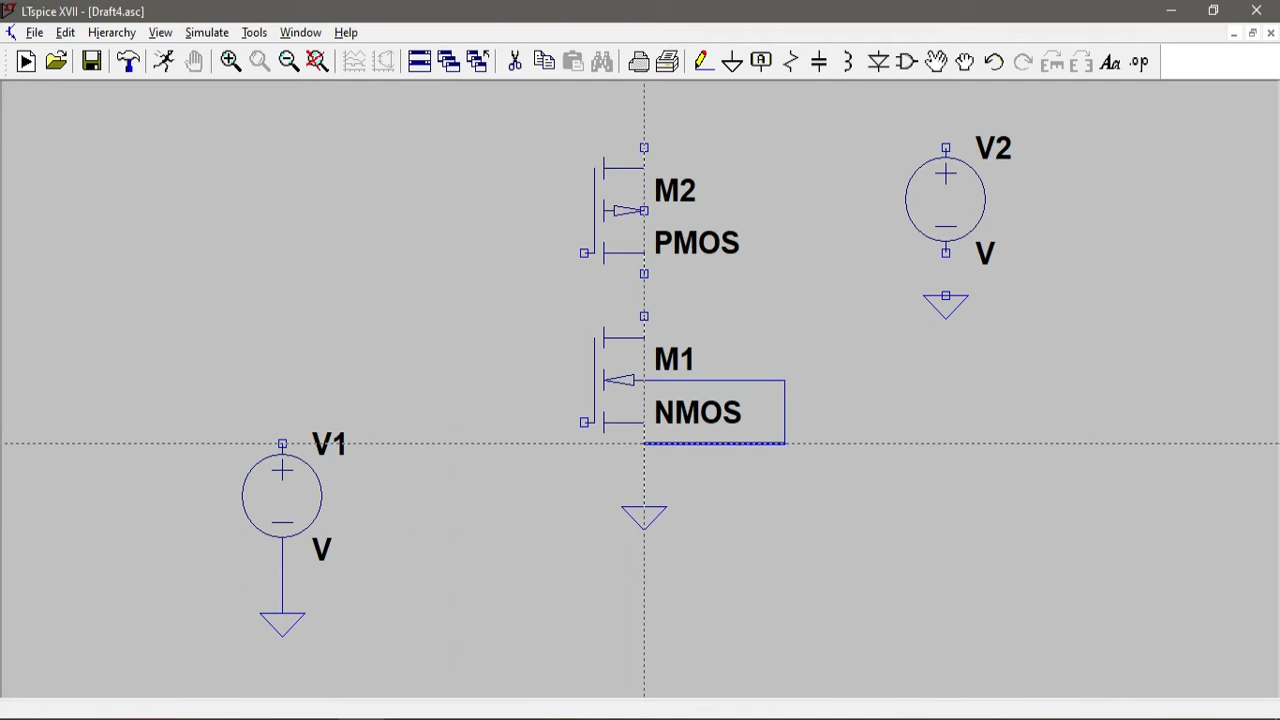 LTspice XVII - [Draft4.asc]
File Edit Hierarchy View Simulate Tools Window Help
A Aa .op
M2
PMOS
V2
V
M1
NMOS
V1
V